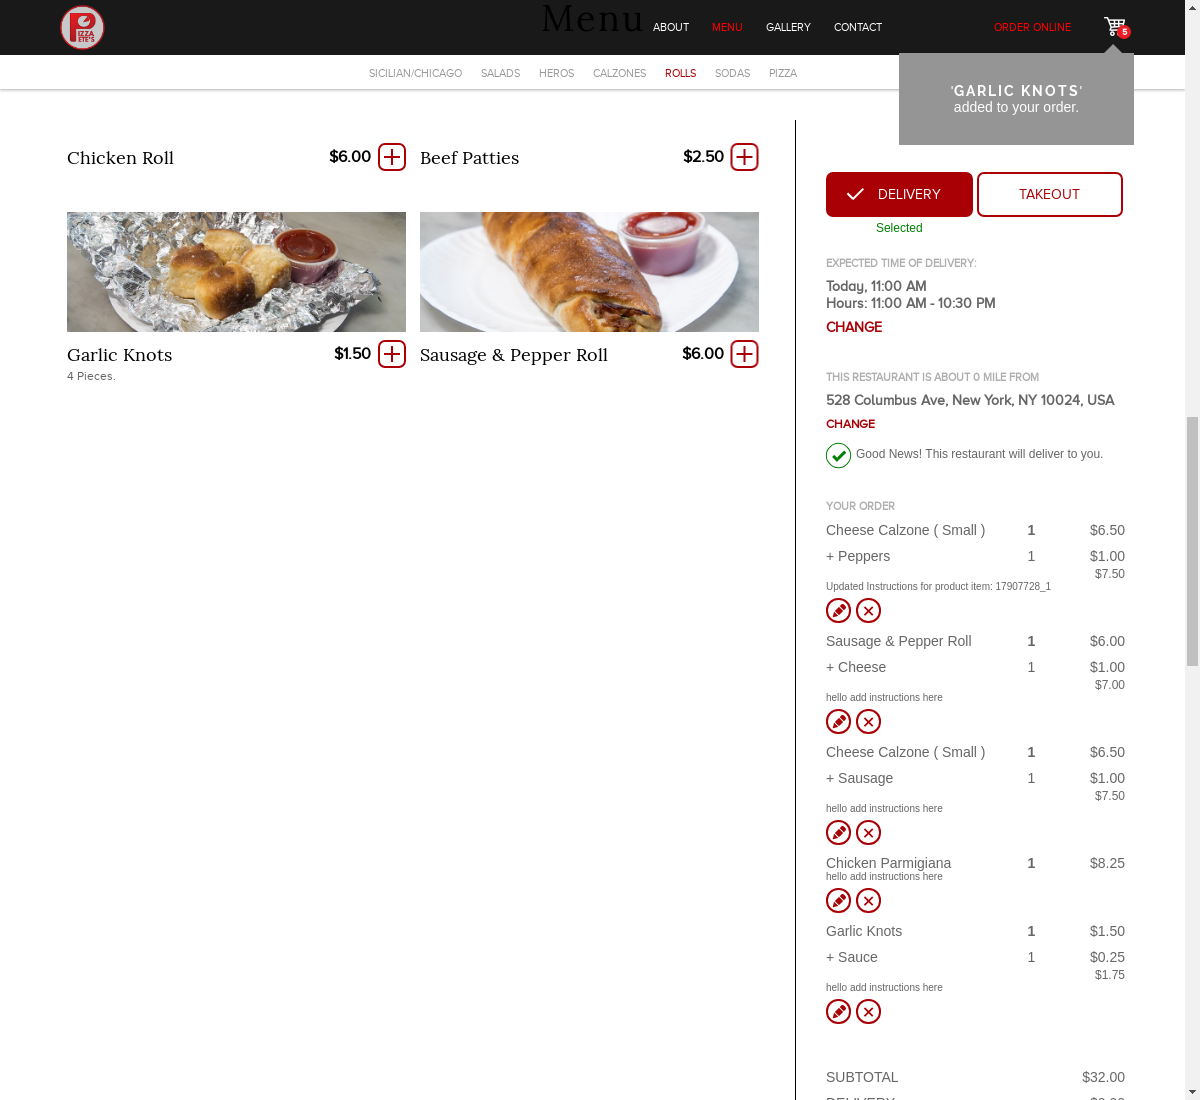 PIZZA
ETE'S
Menu
ABOUT
MENU
GALLERY
CONTACT
ORDER ONLINE
5
SICILIAN/CHICAGO
SALADS
HEROS
CALZONES
ROLLS
SODAS
PIZZA
'GARLIC KNOTS'
added to your order.
Chicken Roll
$6.00
Beef Patties
$2.50
Garlic Knots
$1.50
4 Pieces.
Sausage & Pepper Roll
$6.00
DELIVERY
TAKEOUT
Selected
EXPECTED TIME OF DELIVERY:
Today, 11:00 AM
Hours: 11:00 AM - 10:30 PM
CHANGE
THIS RESTAURANT IS ABOUT 0 MILE FROM
528 Columbus Ave, New York, NY 10024, USA
CHANGE
Good News! This restaurant will deliver to you.
YOUR ORDER
Cheese Calzone ( Small ) 1 $6.50
+ Peppers 1 $1.00
$7.50
Updated Instructions for product item: 17907728_1
Sausage & Pepper Roll 1 $6.00
+ Cheese 1 $1.00
$7.00
hello add instructions here
Cheese Calzone ( Small ) 1 $6.50
+ Sausage 1 $1.00
$7.50
hello add instructions here
Chicken Parmigiana 1 $8.25
hello add instructions here
Garlic Knots 1 $1.50
+ Sauce 1 $0.25
$1.75
hello add instructions here
SUBTOTAL $32.00